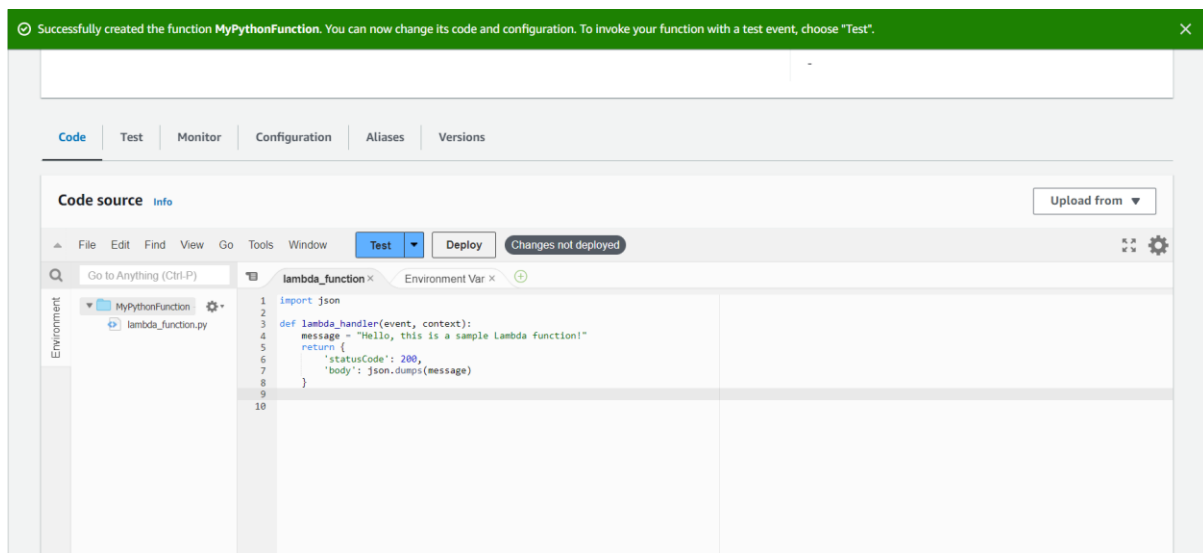 Successfully created the function MyPythonFunction. You can now change its code and configuration. To invoke your function with a test event, choose "Test".
-
Code Test Monitor Configuration Aliases Versions
Code source Info Upload from
File Edit Find View Go Tools Window Test Deploy Changes not deployed
Go to Anything (Ctrl-P) lambda_function × Environment Var ×
Environment
MyPythonFunction
lambda_function.py
1 import json
2
3 def lambda_handler(event, context):
4     message = "Hello, this is a sample Lambda function!"
5     return {
6         'statusCode': 200,
7         'body': json.dumps(message)
8     }
9
10